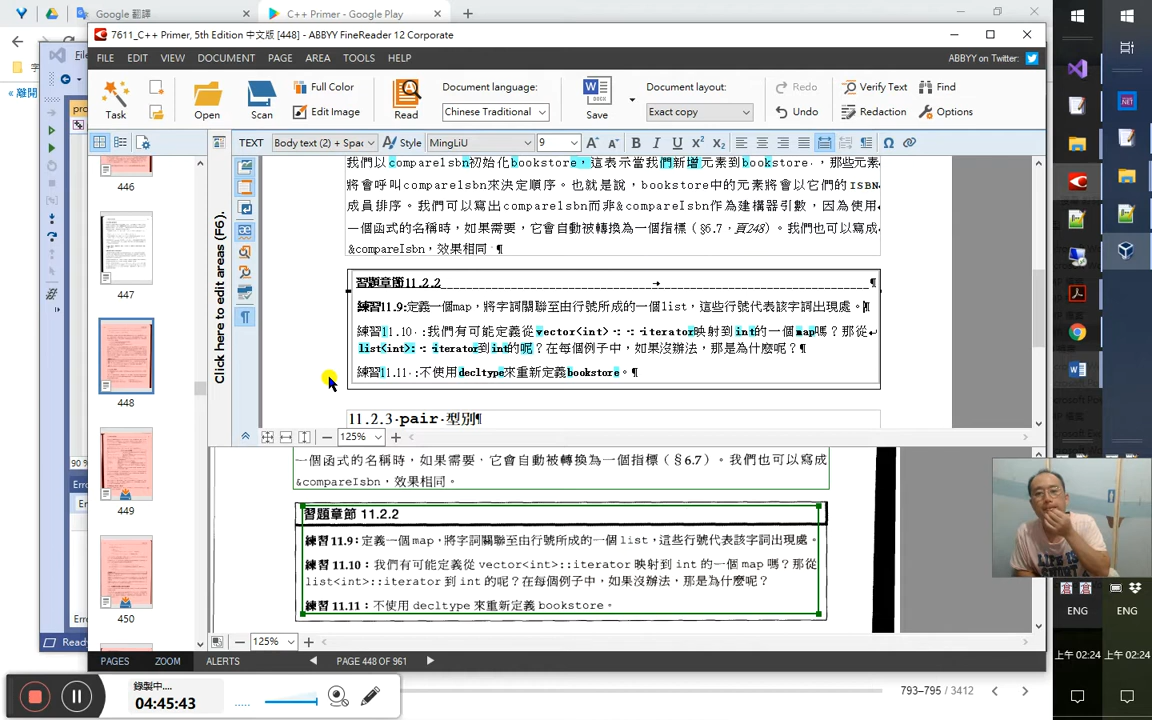 Google 翻譯
C++ Primer - Google Play
7611_C++ Primer, 5th Edition 中文版 [448] - ABBYY FineReader 12 Corporate
FILE EDIT VIEW DOCUMENT PAGE AREA TOOLS HELP
ABBYY on Twitter:
Task
Open
Scan
Full Color
Edit Image
Read
Document language:
Chinese Traditional
Save
Document layout:
Exact copy
Redo
Undo
Verify Text
Find
Redaction
Options
« 離開
TEXT Body text (2) + Spac Style MingLiU 9
446
447
448
449
450
Click here to edit areas (F6).
我們以compareIsbn初始化bookstore，這表示當我們新增元素到bookstore，那些元素
將會呼叫compare1sbn來決定順序。也就是說，bookstore中的元素將會以它們的ISBN
成員排序。我們可以寫出compare1sbn而非&compare1sbn作為建構器引數，因為使用
一個函式的名稱時，如果需要，它會自動被轉換為一個指標（§6.7，頁248）。我們也可以寫成
&compareIsbn，效果相同
習題章節11.2.2
練習11.9:定義一個map，將字詞關聯至由行號所成的一個list，這些行號代表該字詞出現處。
練習11.10 :我們有可能定義從vector<int> : : iterator映射到int的一個map嗎？那從
list<int>: : iterator到int的呢？在每個例子中，如果沒辦法，那是為什麼呢？
練習11.11 :不使用decltype來重新定義bookstore。
11.2.3 pair 型別
125%
一個函式的名稱時，如果需要，它會自動被轉換為一個指標（§6.7）。我們也可以寫成
&compareIsbn，效果相同。
習題章節 11.2.2
練習 11.9：定義一個 map，將字詞關聯至由行號所成的一個 list，這些行號代表該字詞出現處。
練習 11.10：我們有可能定義從 vector<int>::iterator 映射到 int 的一個 map 嗎？那從
list<int>::iterator 到 int 的呢？在每個例子中，如果沒辦法，那是為什麼呢？
練習 11.11：不使用 decltype 來重新定義 bookstore。
125%
PAGES ZOOM ALERTS PAGE 448 OF 961
90 %
Ready
錄製中....
04:45:43
793–795 / 3412
ENG
ENG
上午 02:24
上午 02:24